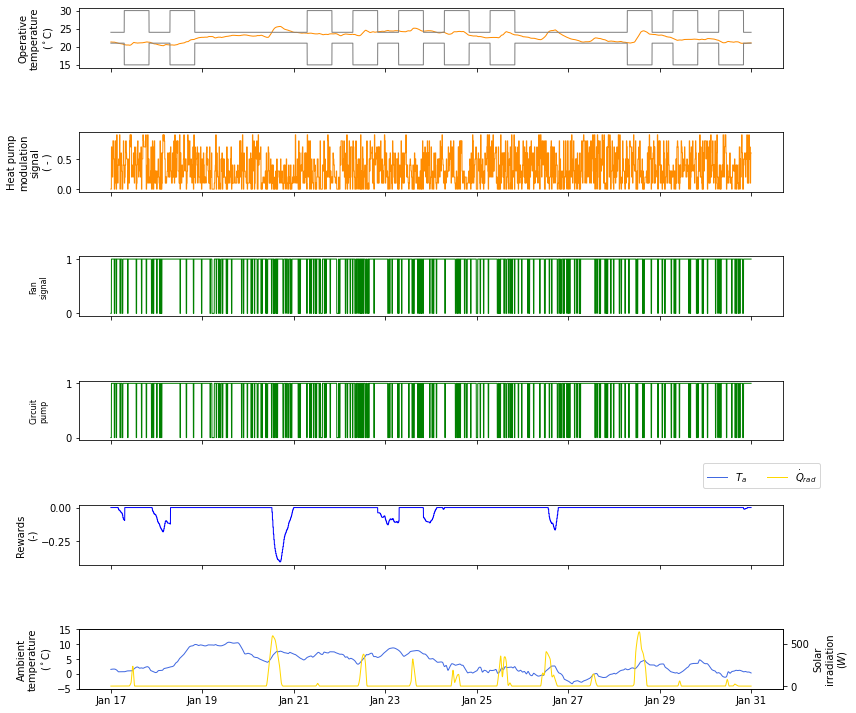 Operative
temperature
(°C)
30
25
20
15
Heat pump
modulation
signal
( - )
0.5
0.0
Fan
signal
1
0
Circuit
pump
1
0
T_a
Q̇_rad
Rewards
(-)
0.00
−0.25
Ambient
temperature
(°C)
15
10
5
0
−5
500
0
Solar
irradiation
(W)
Jan 17
Jan 19
Jan 21
Jan 23
Jan 25
Jan 27
Jan 29
Jan 31